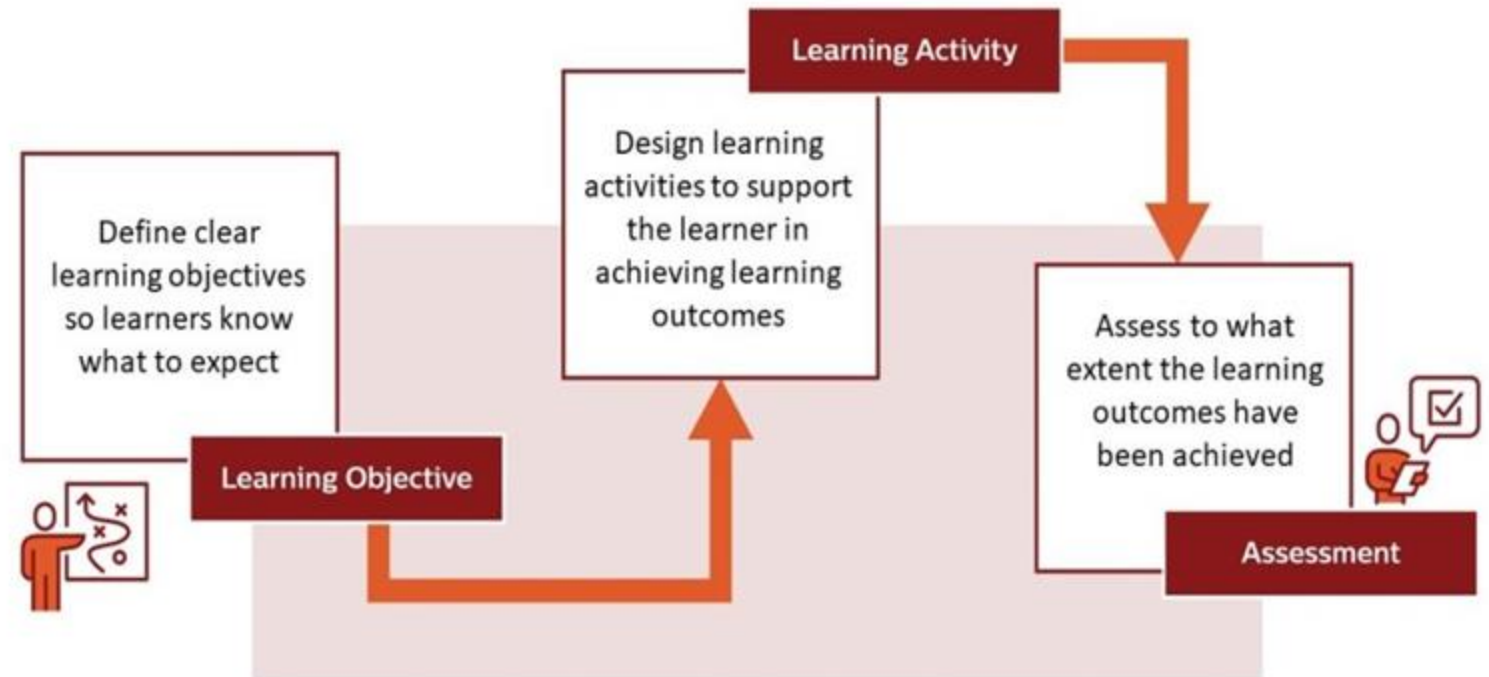 Define clear
learning objectives
so learners know
what to expect
Learning Objective
Learning Activity
Design learning
activities to support
the learner in
achieving learning
outcomes
Assess to what
extent the learning
outcomes have
been achieved
Assessment